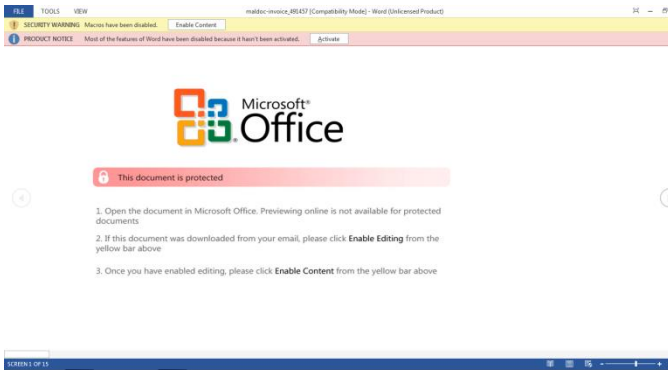 FILE TOOLS VIEW maldoc-invoice_491457 [Compatibility Mode] - Word (Unlicensed Product)
SECURITY WARNING Macros have been disabled. Enable Content
PRODUCT NOTICE Most of the features of Word have been disabled because it hasn't been activated. Activate
Microsoft®
Office
This document is protected
1. Open the document in Microsoft Office. Previewing online is not available for protected
documents
2. If this document was downloaded from your email, please click Enable Editing from the
yellow bar above
3. Once you have enabled editing, please click Enable Content from the yellow bar above
SCREEN 1 OF 15